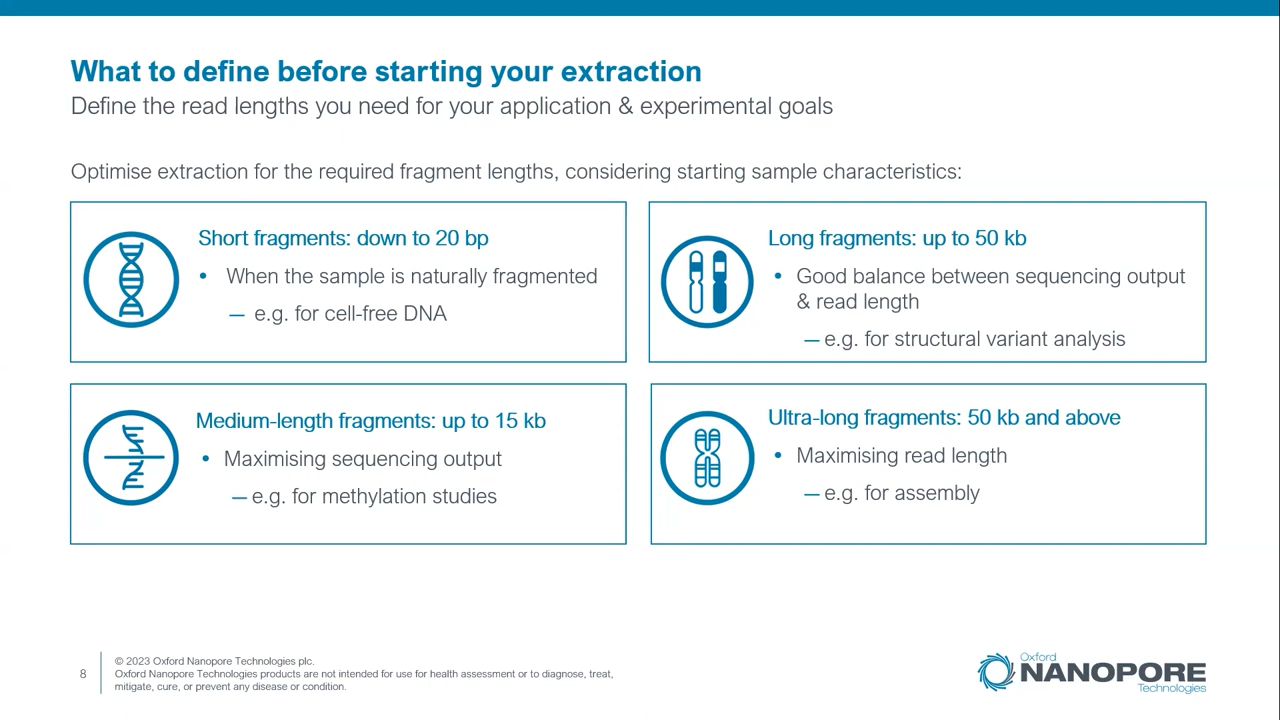 What to define before starting your extraction
Define the read lengths you need for your application & experimental goals
Optimise extraction for the required fragment lengths, considering starting sample characteristics:
Short fragments: down to 20 bp
• When the sample is naturally fragmented
— e.g. for cell-free DNA
Long fragments: up to 50 kb
• Good balance between sequencing output
& read length
— e.g. for structural variant analysis
Medium-length fragments: up to 15 kb
• Maximising sequencing output
— e.g. for methylation studies
Ultra-long fragments: 50 kb and above
• Maximising read length
— e.g. for assembly
8
© 2023 Oxford Nanopore Technologies plc.
Oxford Nanopore Technologies products are not intended for use for health assessment or to diagnose, treat,
mitigate, cure, or prevent any disease or condition.
Oxford
NANOPORE
Technologies